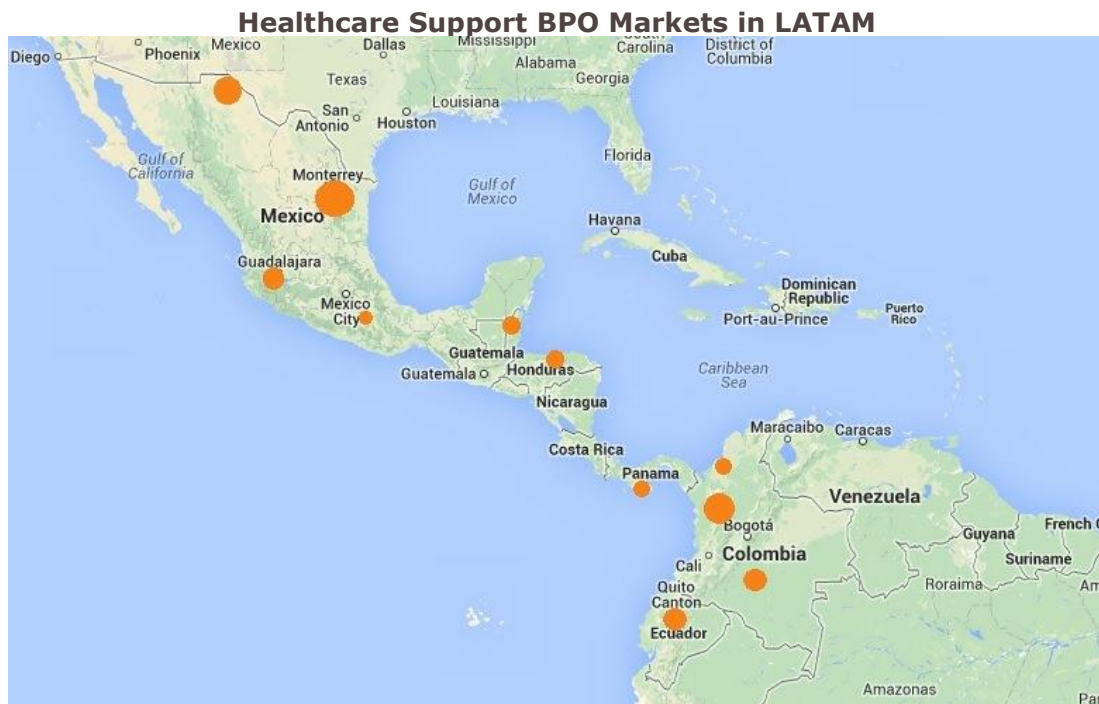 Healthcare Support BPO Markets in LATAM
Diego
Phoenix
Mexico
Dallas
Mississippi
South
Carolina
District of
Columbia
Alabama
Georgia
Texas
Louisiana
San
Antonio
Houston
Florida
Gulf of
California
Monterrey
Gulf of
Mexico
Mexico
Havana
Cuba
Guadalajara
Mexico
City
Dominican
Republic
Port-au-Prince
Puerto
Rico
Guatemala
Guatemala
Honduras
Caribbean
Sea
Nicaragua
Costa Rica
Panama
Maracaibo
Caracas
Venezuela
Bogotá
Guyana
French
Suriname
Colombia
Cali
Quito
Canton
Ecuador
Roraima
Am
Amazonas